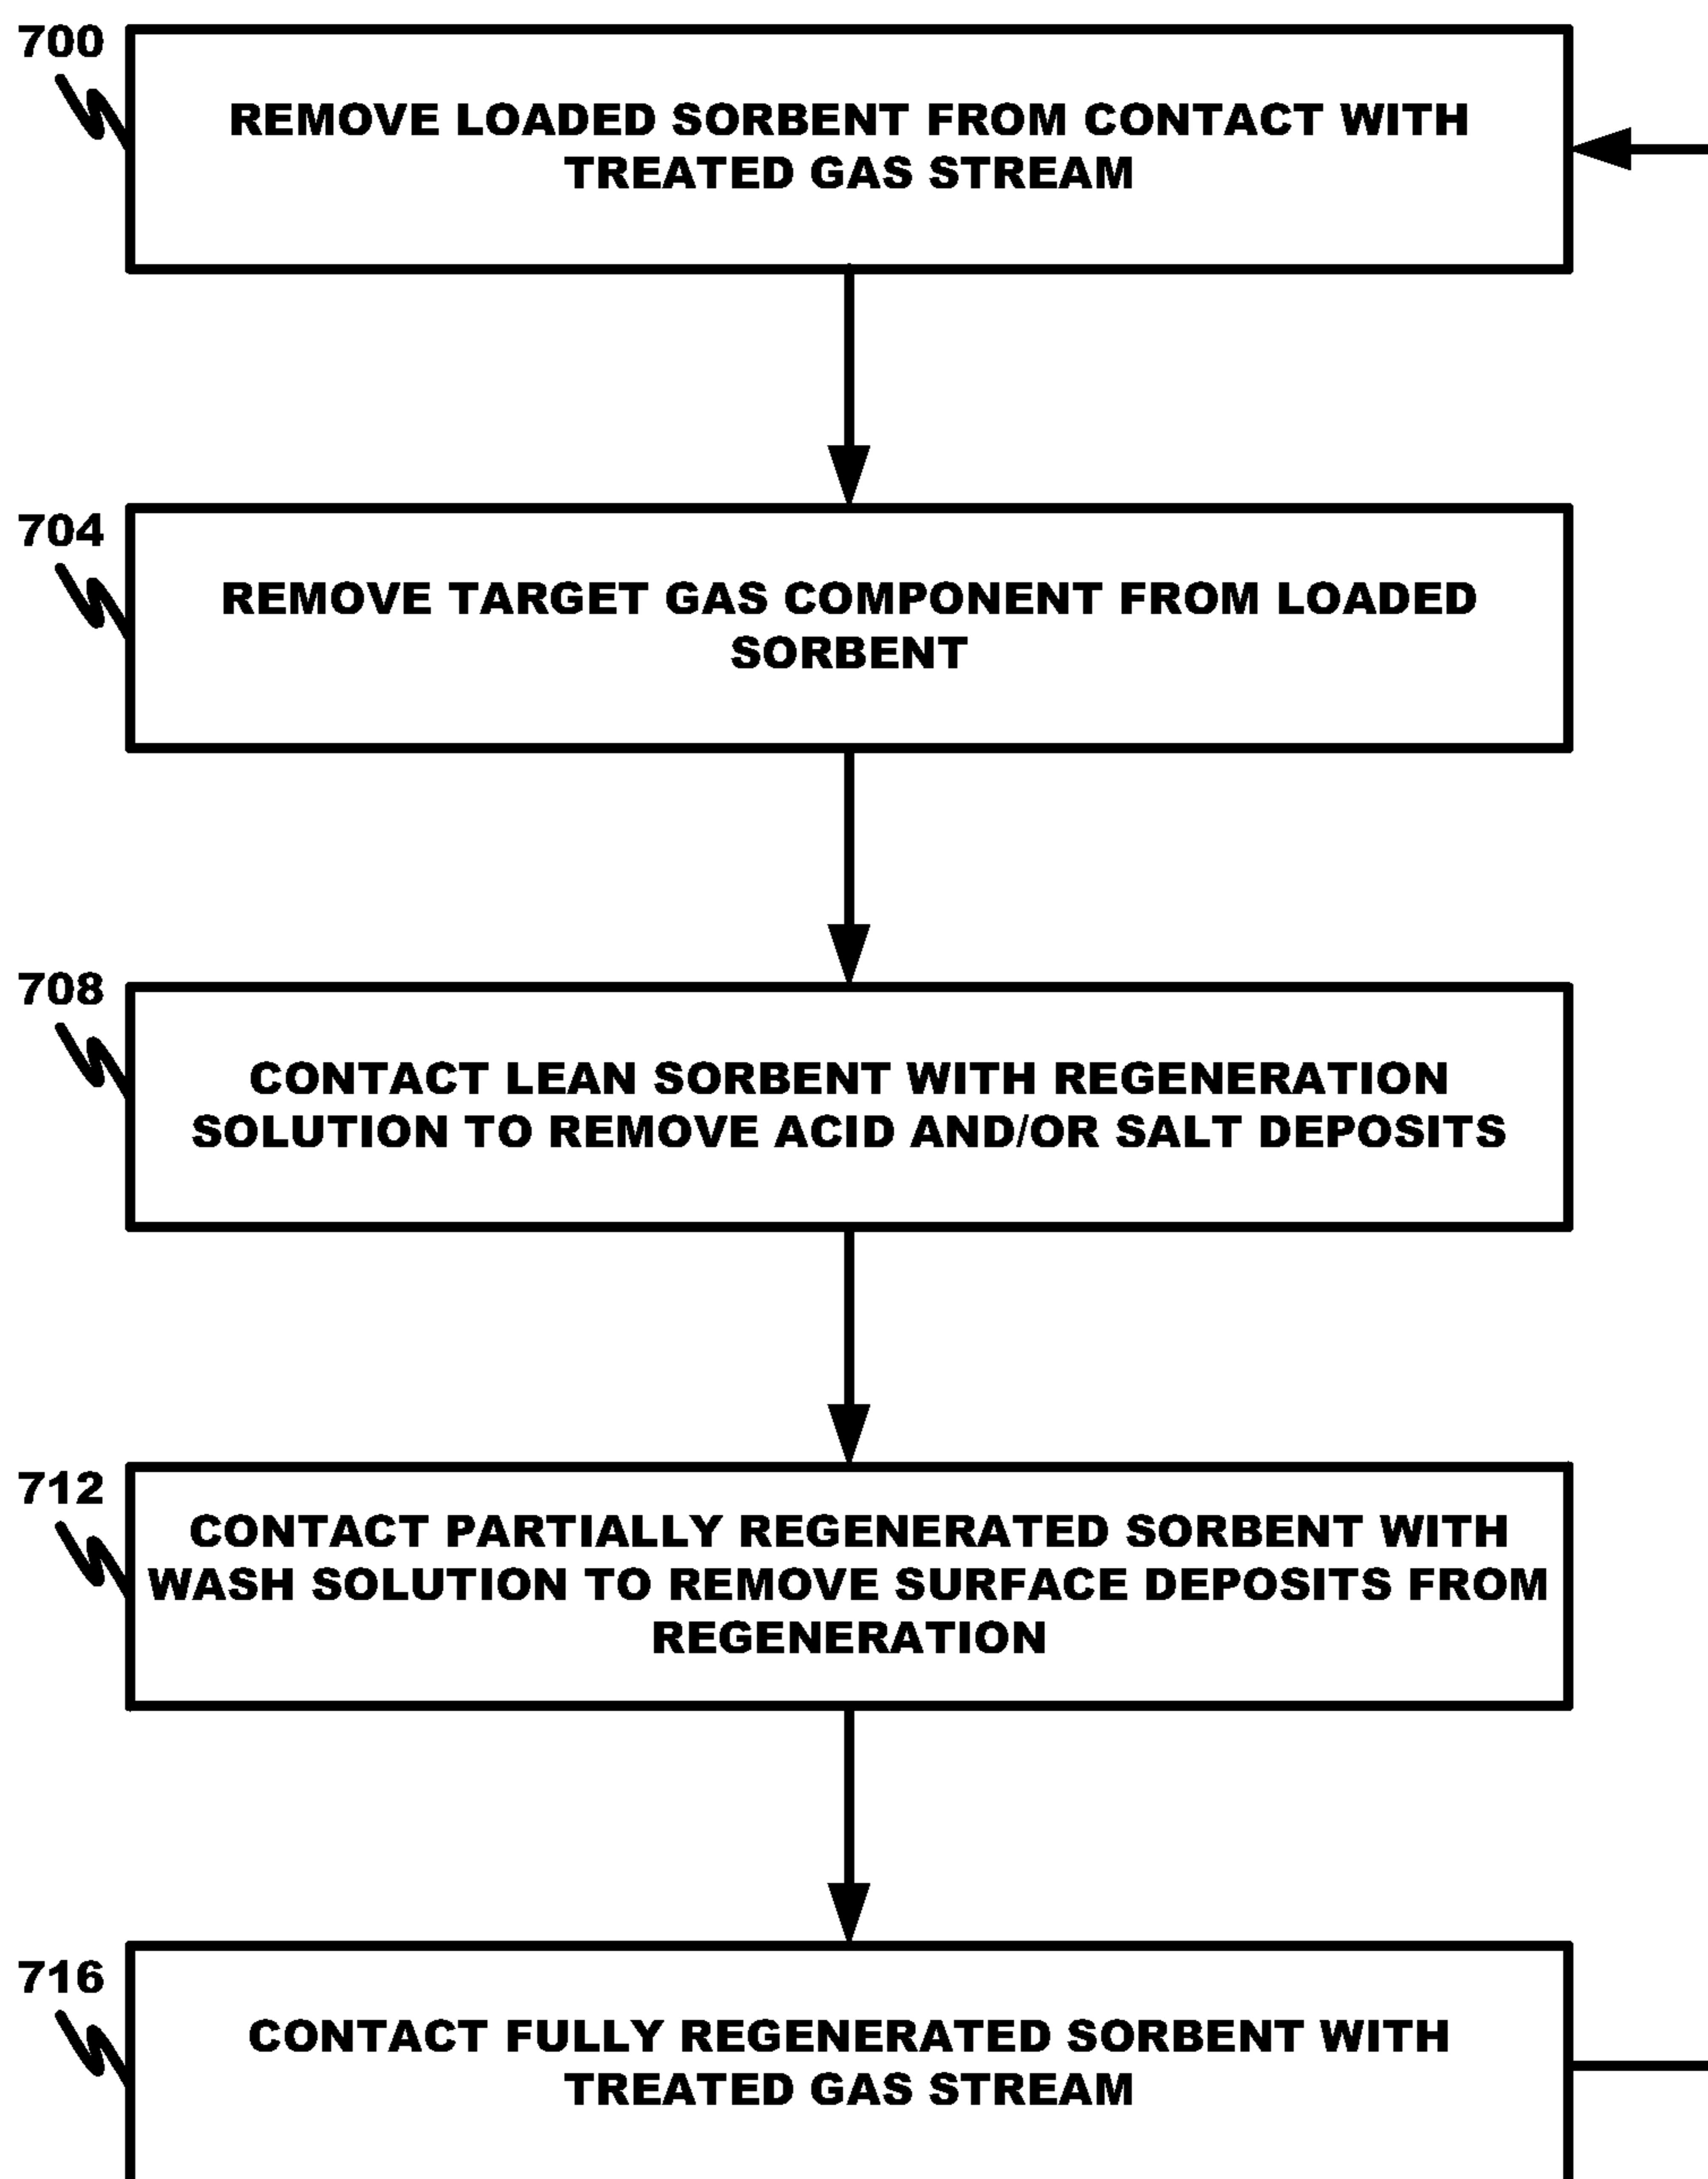 700
REMOVE LOADED SORBENT FROM CONTACT WITH
TREATED GAS STREAM
704
REMOVE TARGET GAS COMPONENT FROM LOADED
SORBENT
708
CONTACT LEAN SORBENT WITH REGENERATION
SOLUTION TO REMOVE ACID AND/OR SALT DEPOSITS
712
CONTACT PARTIALLY REGENERATED SORBENT WITH
WASH SOLUTION TO REMOVE SURFACE DEPOSITS FROM
REGENERATION
716
CONTACT FULLY REGENERATED SORBENT WITH
TREATED GAS STREAM